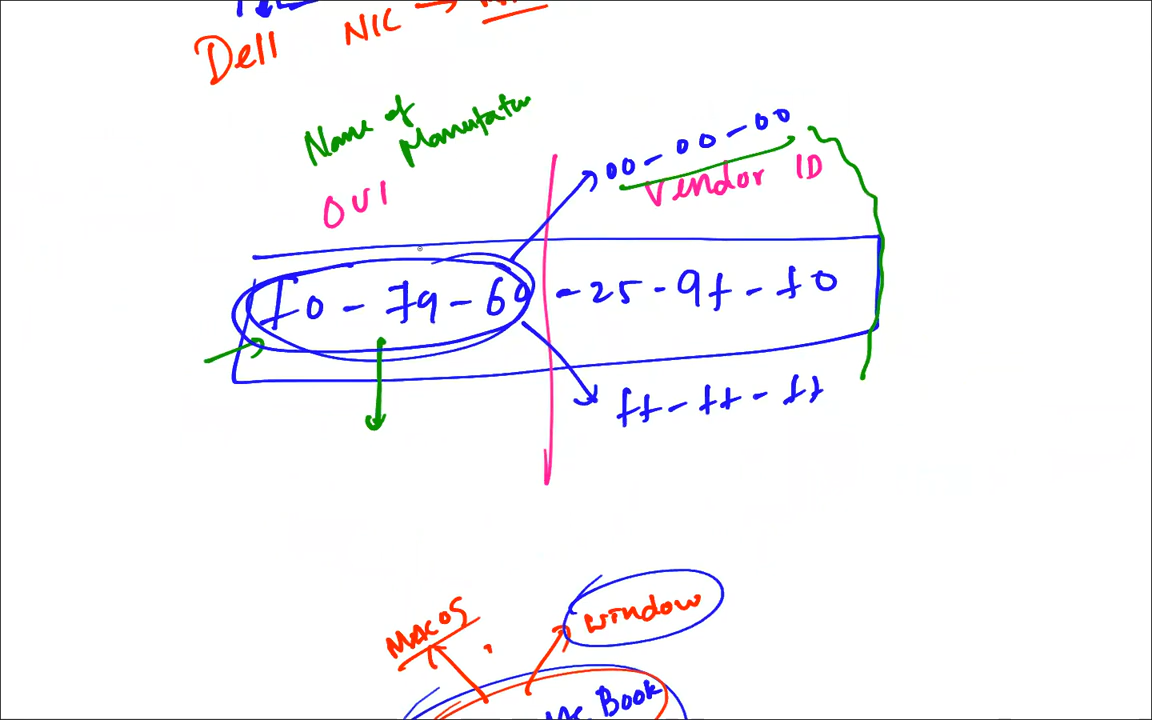 Dell NIC →
Name of
00 - 00 - 00
OUI
Vendor ID
f0 - 79 - 60 - 25 - 9f - f0
ff - ff - ff
MacOS
window
Book